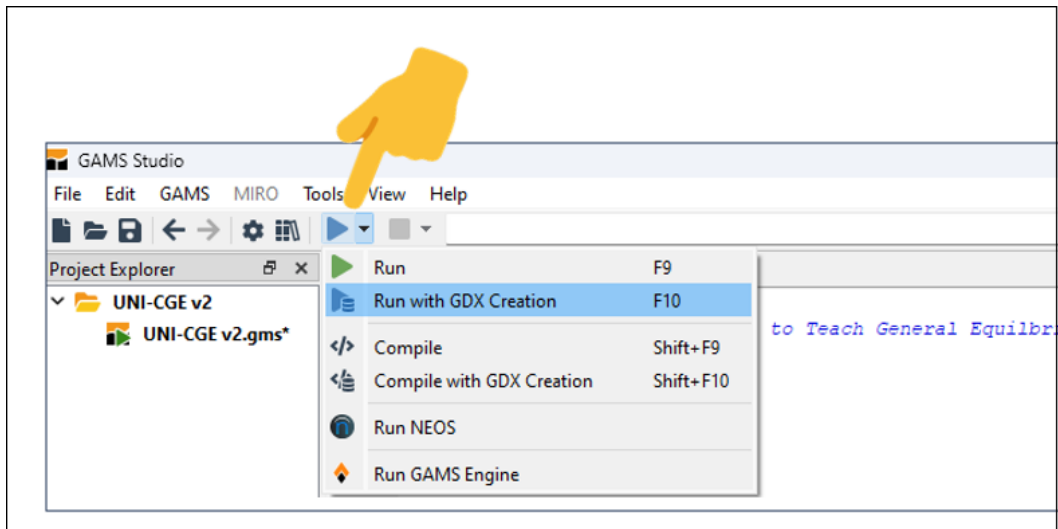 GAMS Studio
File Edit GAMS MIRO Tools View Help
Project Explorer
Run F9
UNI-CGE v2
Run with GDX Creation F10
UNI-CGE v2.gms*
to Teach General Equilbr
Compile Shift+F9
Compile with GDX Creation Shift+F10
Run NEOS
Run GAMS Engine